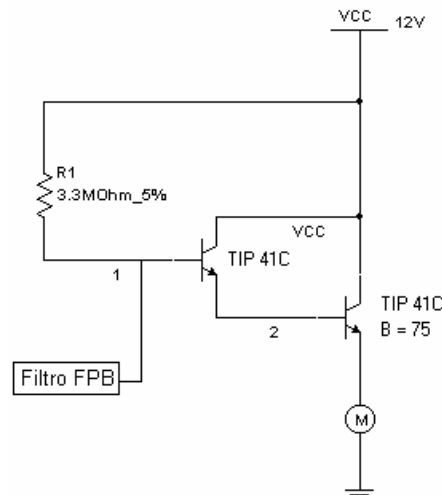 VCC
12V
R1
3.3MOhm_5%
VCC
1
TIP 41C
TIP 41C
B = 75
2
Filtro FPB
M